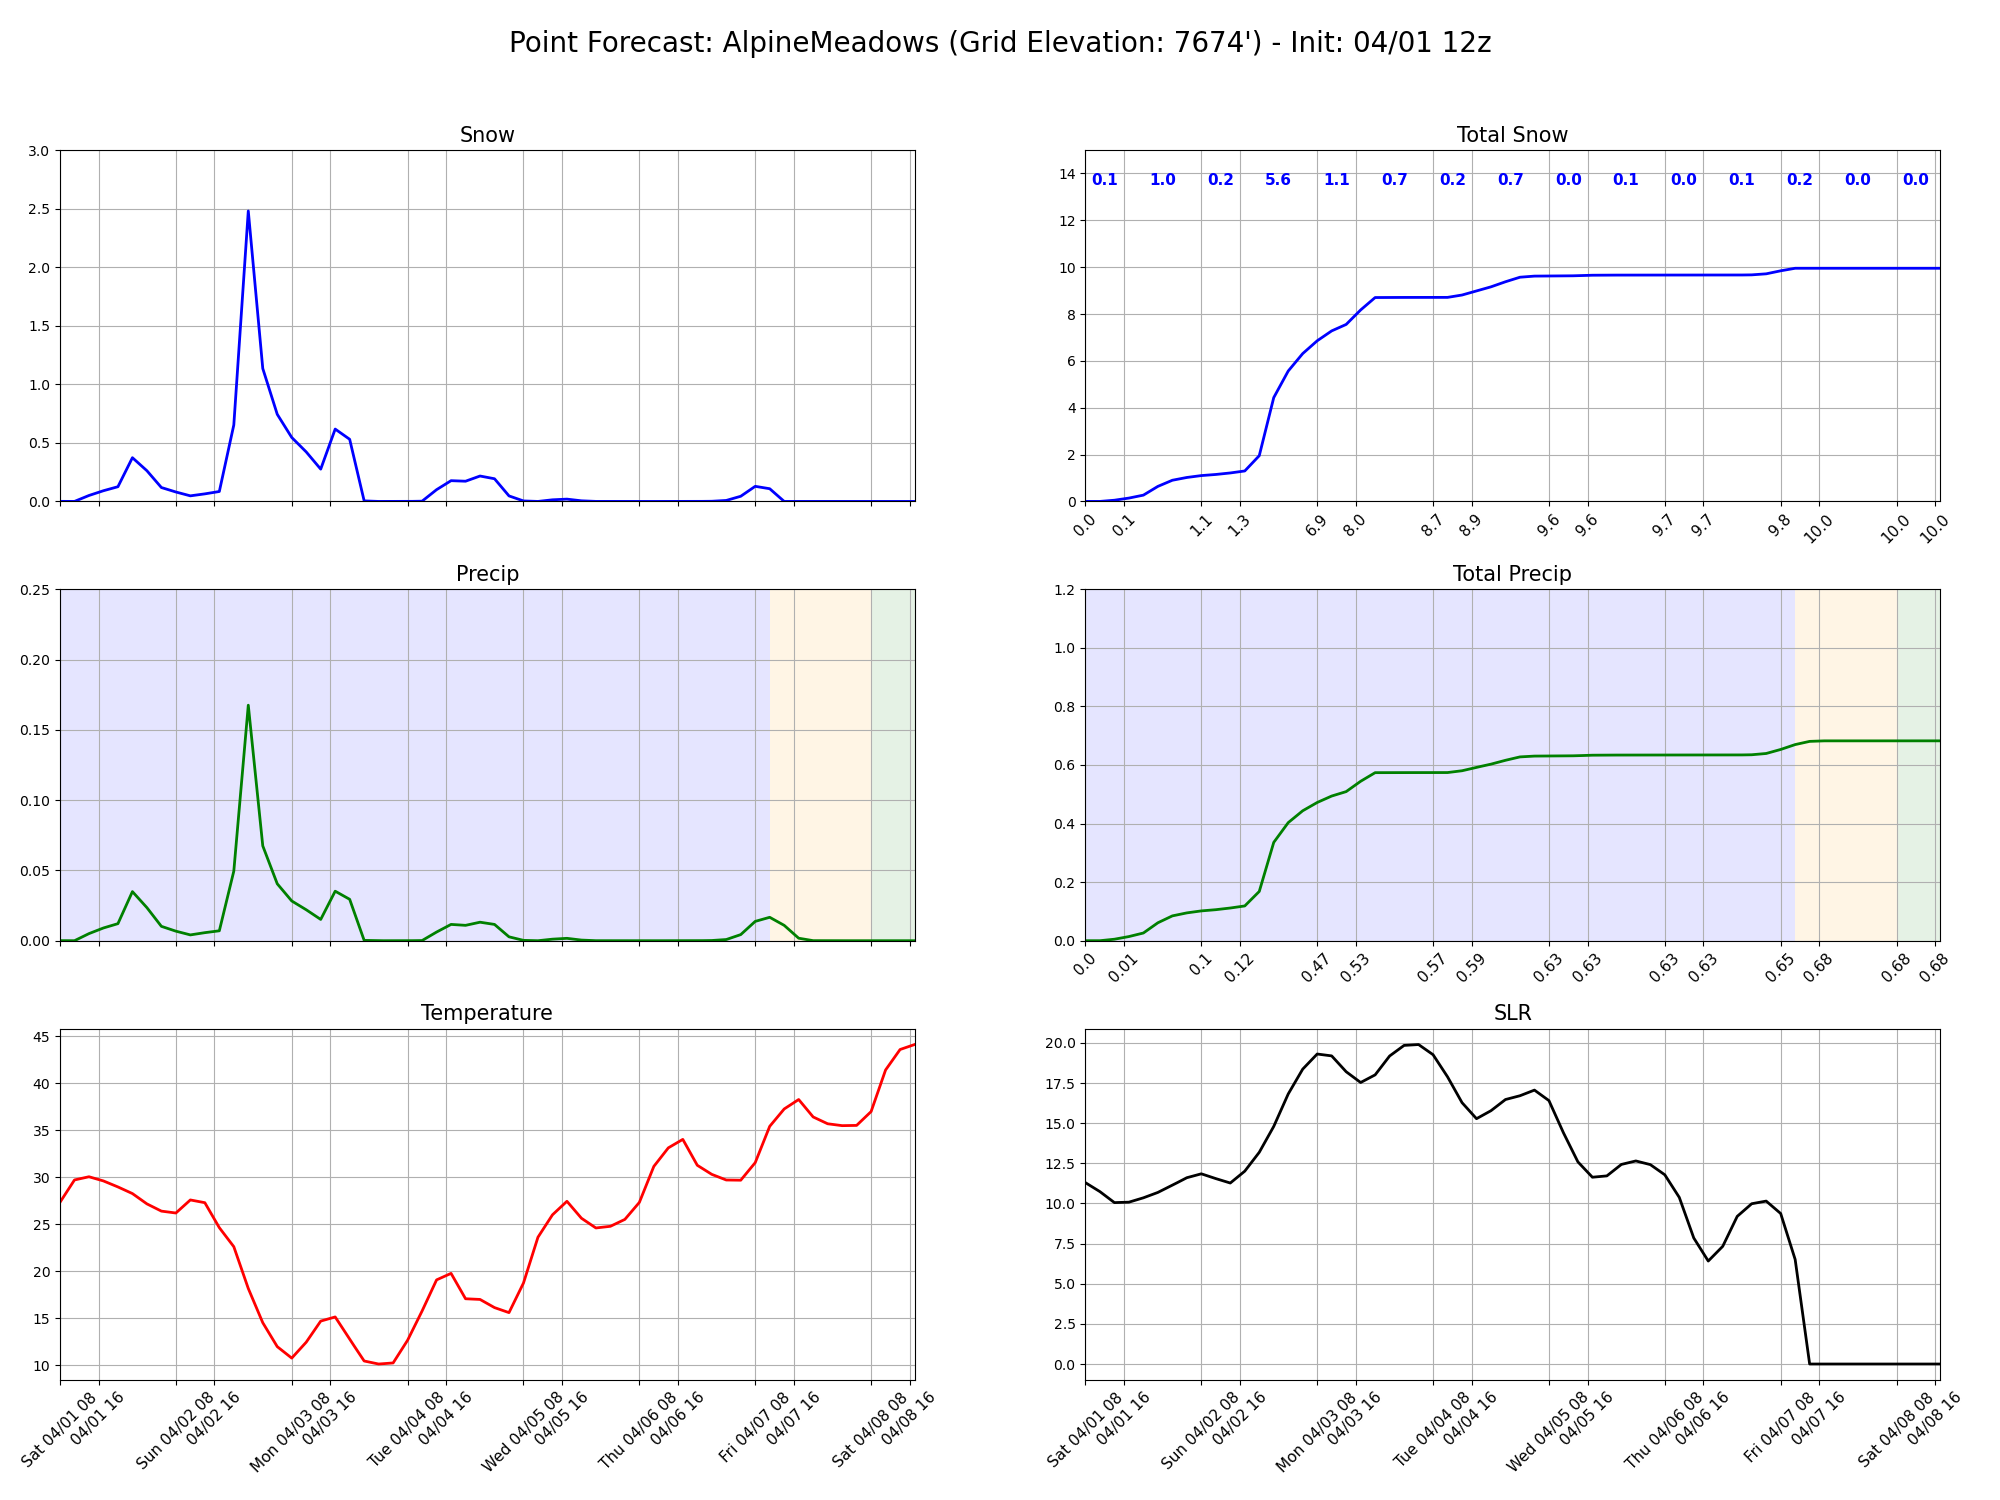 Point Forecast: AlpineMeadows (Grid Elevation: 7674') - Init: 04/01 12z
Snow
3.0
2.5
2.0
1.5
1.0
0.5
0.0
Total Snow
14
12
10
8
6
4
2
0
0.1 1.0 0.2 5.6 1.1 0.7 0.2 0.7 0.0 0.1 0.0 0.1 0.2 0.0 0.0
0.0 0.1 1.1 1.3 6.9 8.0 8.7 8.9 9.6 9.6 9.7 9.7 9.8 10.0 10.0 10.0
Precip
0.25
0.20
0.15
0.10
0.05
0.00
Total Precip
1.2
1.0
0.8
0.6
0.4
0.2
0.0
0.0 0.01 0.1 0.12 0.47 0.53 0.57 0.59 0.63 0.63 0.63 0.63 0.65 0.68 0.68 0.68
Temperature
45
40
35
30
25
20
15
10
Sat 04/01 08
04/01 16
Sun 04/02 08
04/02 16
Mon 04/03 08
04/03 16
Tue 04/04 08
04/04 16
Wed 04/05 08
04/05 16
Thu 04/06 08
04/06 16
Fri 04/07 08
04/07 16
Sat 04/08 08
04/08 16
SLR
20.0
17.5
15.0
12.5
10.0
7.5
5.0
2.5
0.0
Sat 04/01 08
04/01 16
Sun 04/02 08
04/02 16
Mon 04/03 08
04/03 16
Tue 04/04 08
04/04 16
Wed 04/05 08
04/05 16
Thu 04/06 08
04/06 16
Fri 04/07 08
04/07 16
Sat 04/08 08
04/08 16